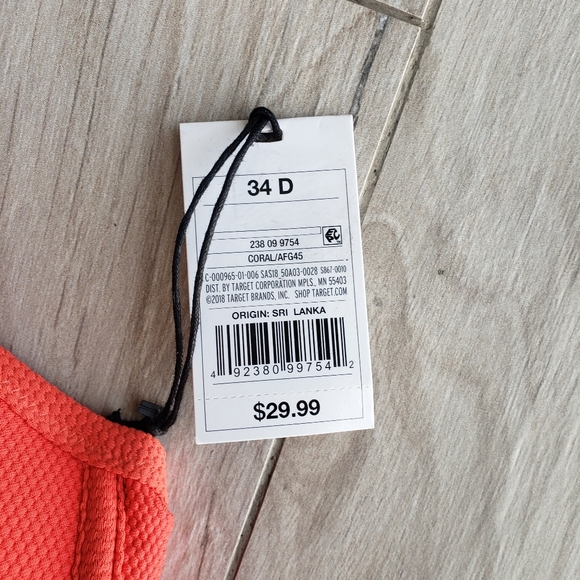 34 D
238 09 9754
CORAL/AFG45
C-000965-01-006 SAS18_50A03-0028 S867-0010
DIST. BY TARGET CORPORATION MPLS., MN 55403
©2018 TARGET BRANDS, INC. SHOP TARGET.COM
ORIGIN: SRI LANKA
4 92380 99754 2
$29.99